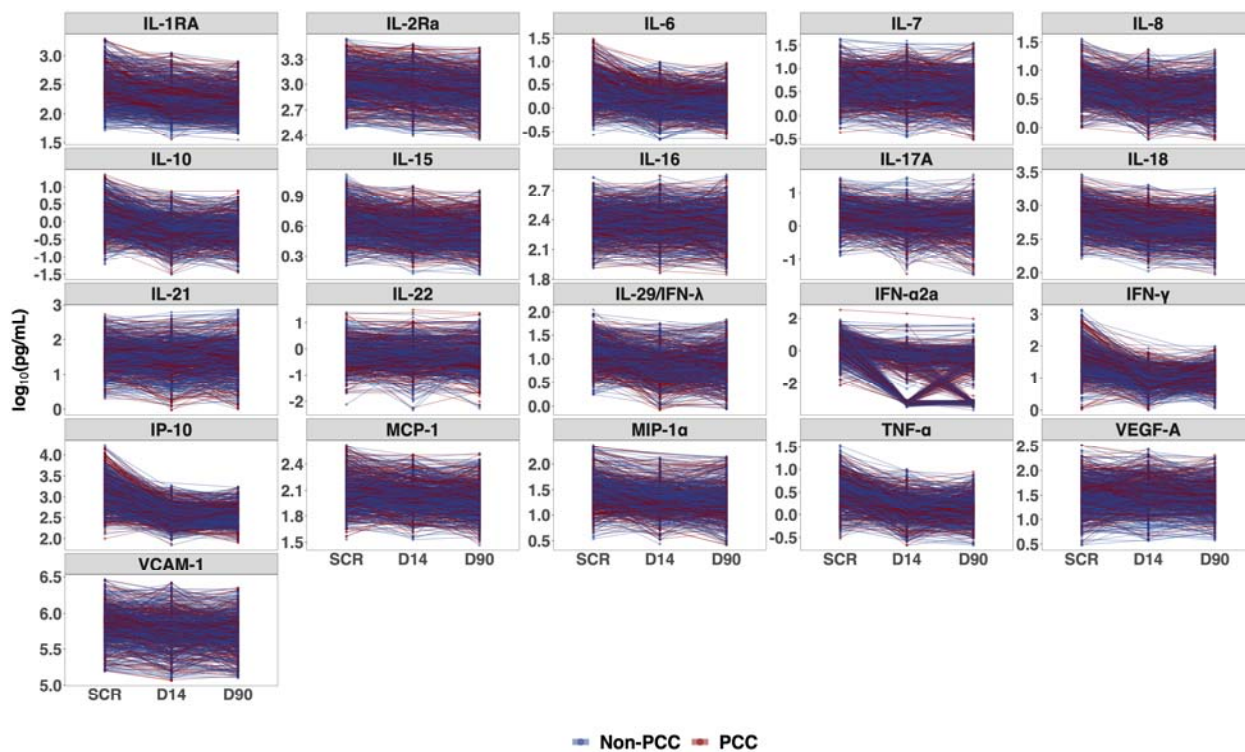 IL-1RA IL-2Ra IL-6 IL-7 IL-8
3.0 2.5 2.0 1.5
3.3 3.0 2.7 2.4
1.5 1.0 0.5 0.0 -0.5
1.5 1.0 0.5 0.0 -0.5
1.5 1.0 0.5 0.0
IL-10 IL-15 IL-16 IL-17A IL-18
1.0 0.5 0.0 -0.5 -1.0 -1.5
0.9 0.6 0.3
2.7 2.4 2.1 1.8
1 0 -1
3.5 3.0 2.5 2.0
IL-21 IL-22 IL-29/IFN-λ IFN-α2a IFN-γ
3 2 1 0
1 0 -1 -2
2.0 1.5 1.0 0.5 0.0
2 0 -2
3 2 1 0
IP-10 MCP-1 MIP-1α TNF-α VEGF-A
4.0 3.5 3.0 2.5 2.0
2.4 2.1 1.8 1.5
2.0 1.5 1.0 0.5
1.5 1.0 0.5 0.0 -0.5
2.5 2.0 1.5 1.0 0.5
SCR D14 D90 SCR D14 D90 SCR D14 D90 SCR D14 D90
VCAM-1
6.5 6.0 5.5 5.0
SCR D14 D90
log₁₀(pg/mL)
Non-PCC PCC